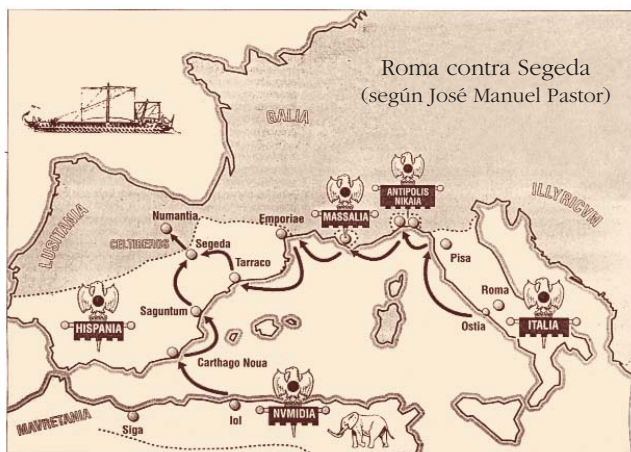 Roma contra Segeda
(según José Manuel Pastor)
GALIA
ILLYRICVM
LUSITANIA
CELTIBEROS
Numantia
Segeda
Emporiae
MASSALIA
ANTIPOLIS
NIKAIA
Tarraco
Pisa
Roma
Saguntum
HISPANIA
Ostia
ITALIA
Carthago Noua
MAVRETANIA
Siga
Iol
NVMIDIA